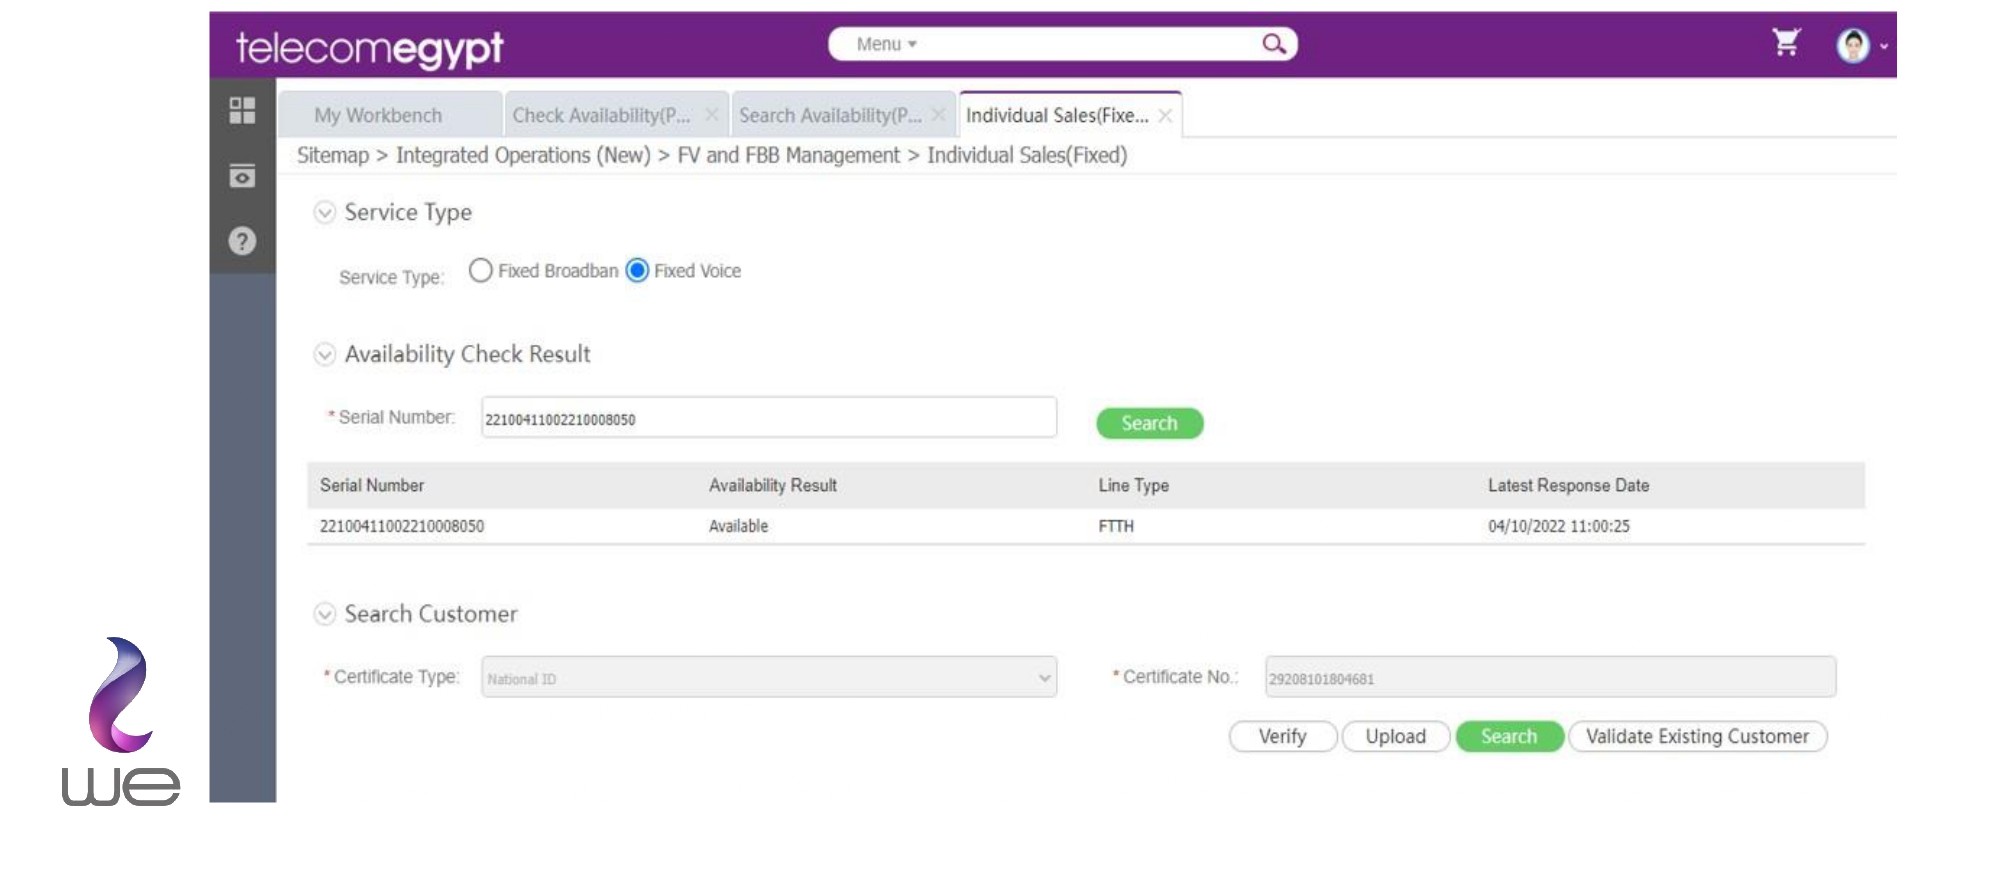 telecomegypt
Menu
My Workbench
Check Availability(P...
Search Availability(P...
Individual Sales(Fixe...
Sitemap > Integrated Operations (New) > FV and FBB Management > Individual Sales(Fixed)
Service Type
Service Type: Fixed Broadban Fixed Voice
Availability Check Result
* Serial Number: 22100411002210008050 Search
Serial Number Availability Result Line Type Latest Response Date
22100411002210008050 Available FTTH 04/10/2022 11:00:25
Search Customer
* Certificate Type: National ID * Certificate No.: 29208101804681
Verify Upload Search Validate Existing Customer
we